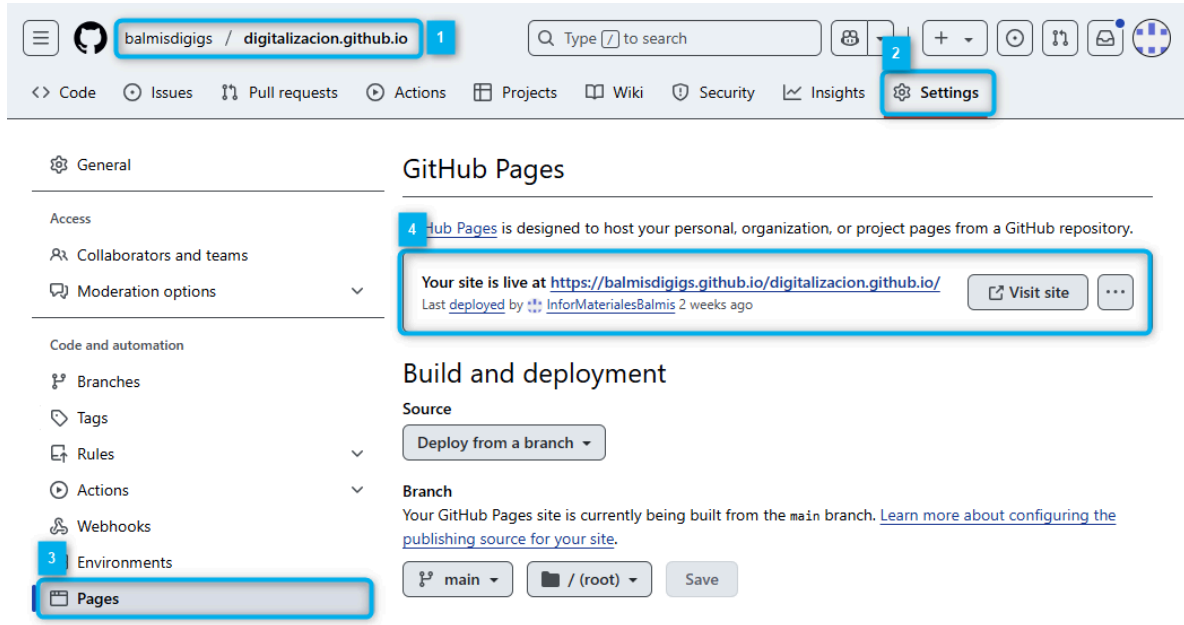 balmisdigigs / digitalizacion.github.io
1
Type / to search
2
Code Issues Pull requests Actions Projects Wiki Security Insights Settings
General
Access
Collaborators and teams
Moderation options
Code and automation
Branches
Tags
Rules
Actions
Webhooks
3
Environments
Pages
GitHub Pages
4
Hub Pages is designed to host your personal, organization, or project pages from a GitHub repository.
Your site is live at https://balmisdigigs.github.io/digitalizacion.github.io/
Last deployed by InforMaterialesBalmis 2 weeks ago
Visit site
Build and deployment
Source
Deploy from a branch
Branch
Your GitHub Pages site is currently being built from the main branch. Learn more about configuring the
publishing source for your site.
main / (root) Save